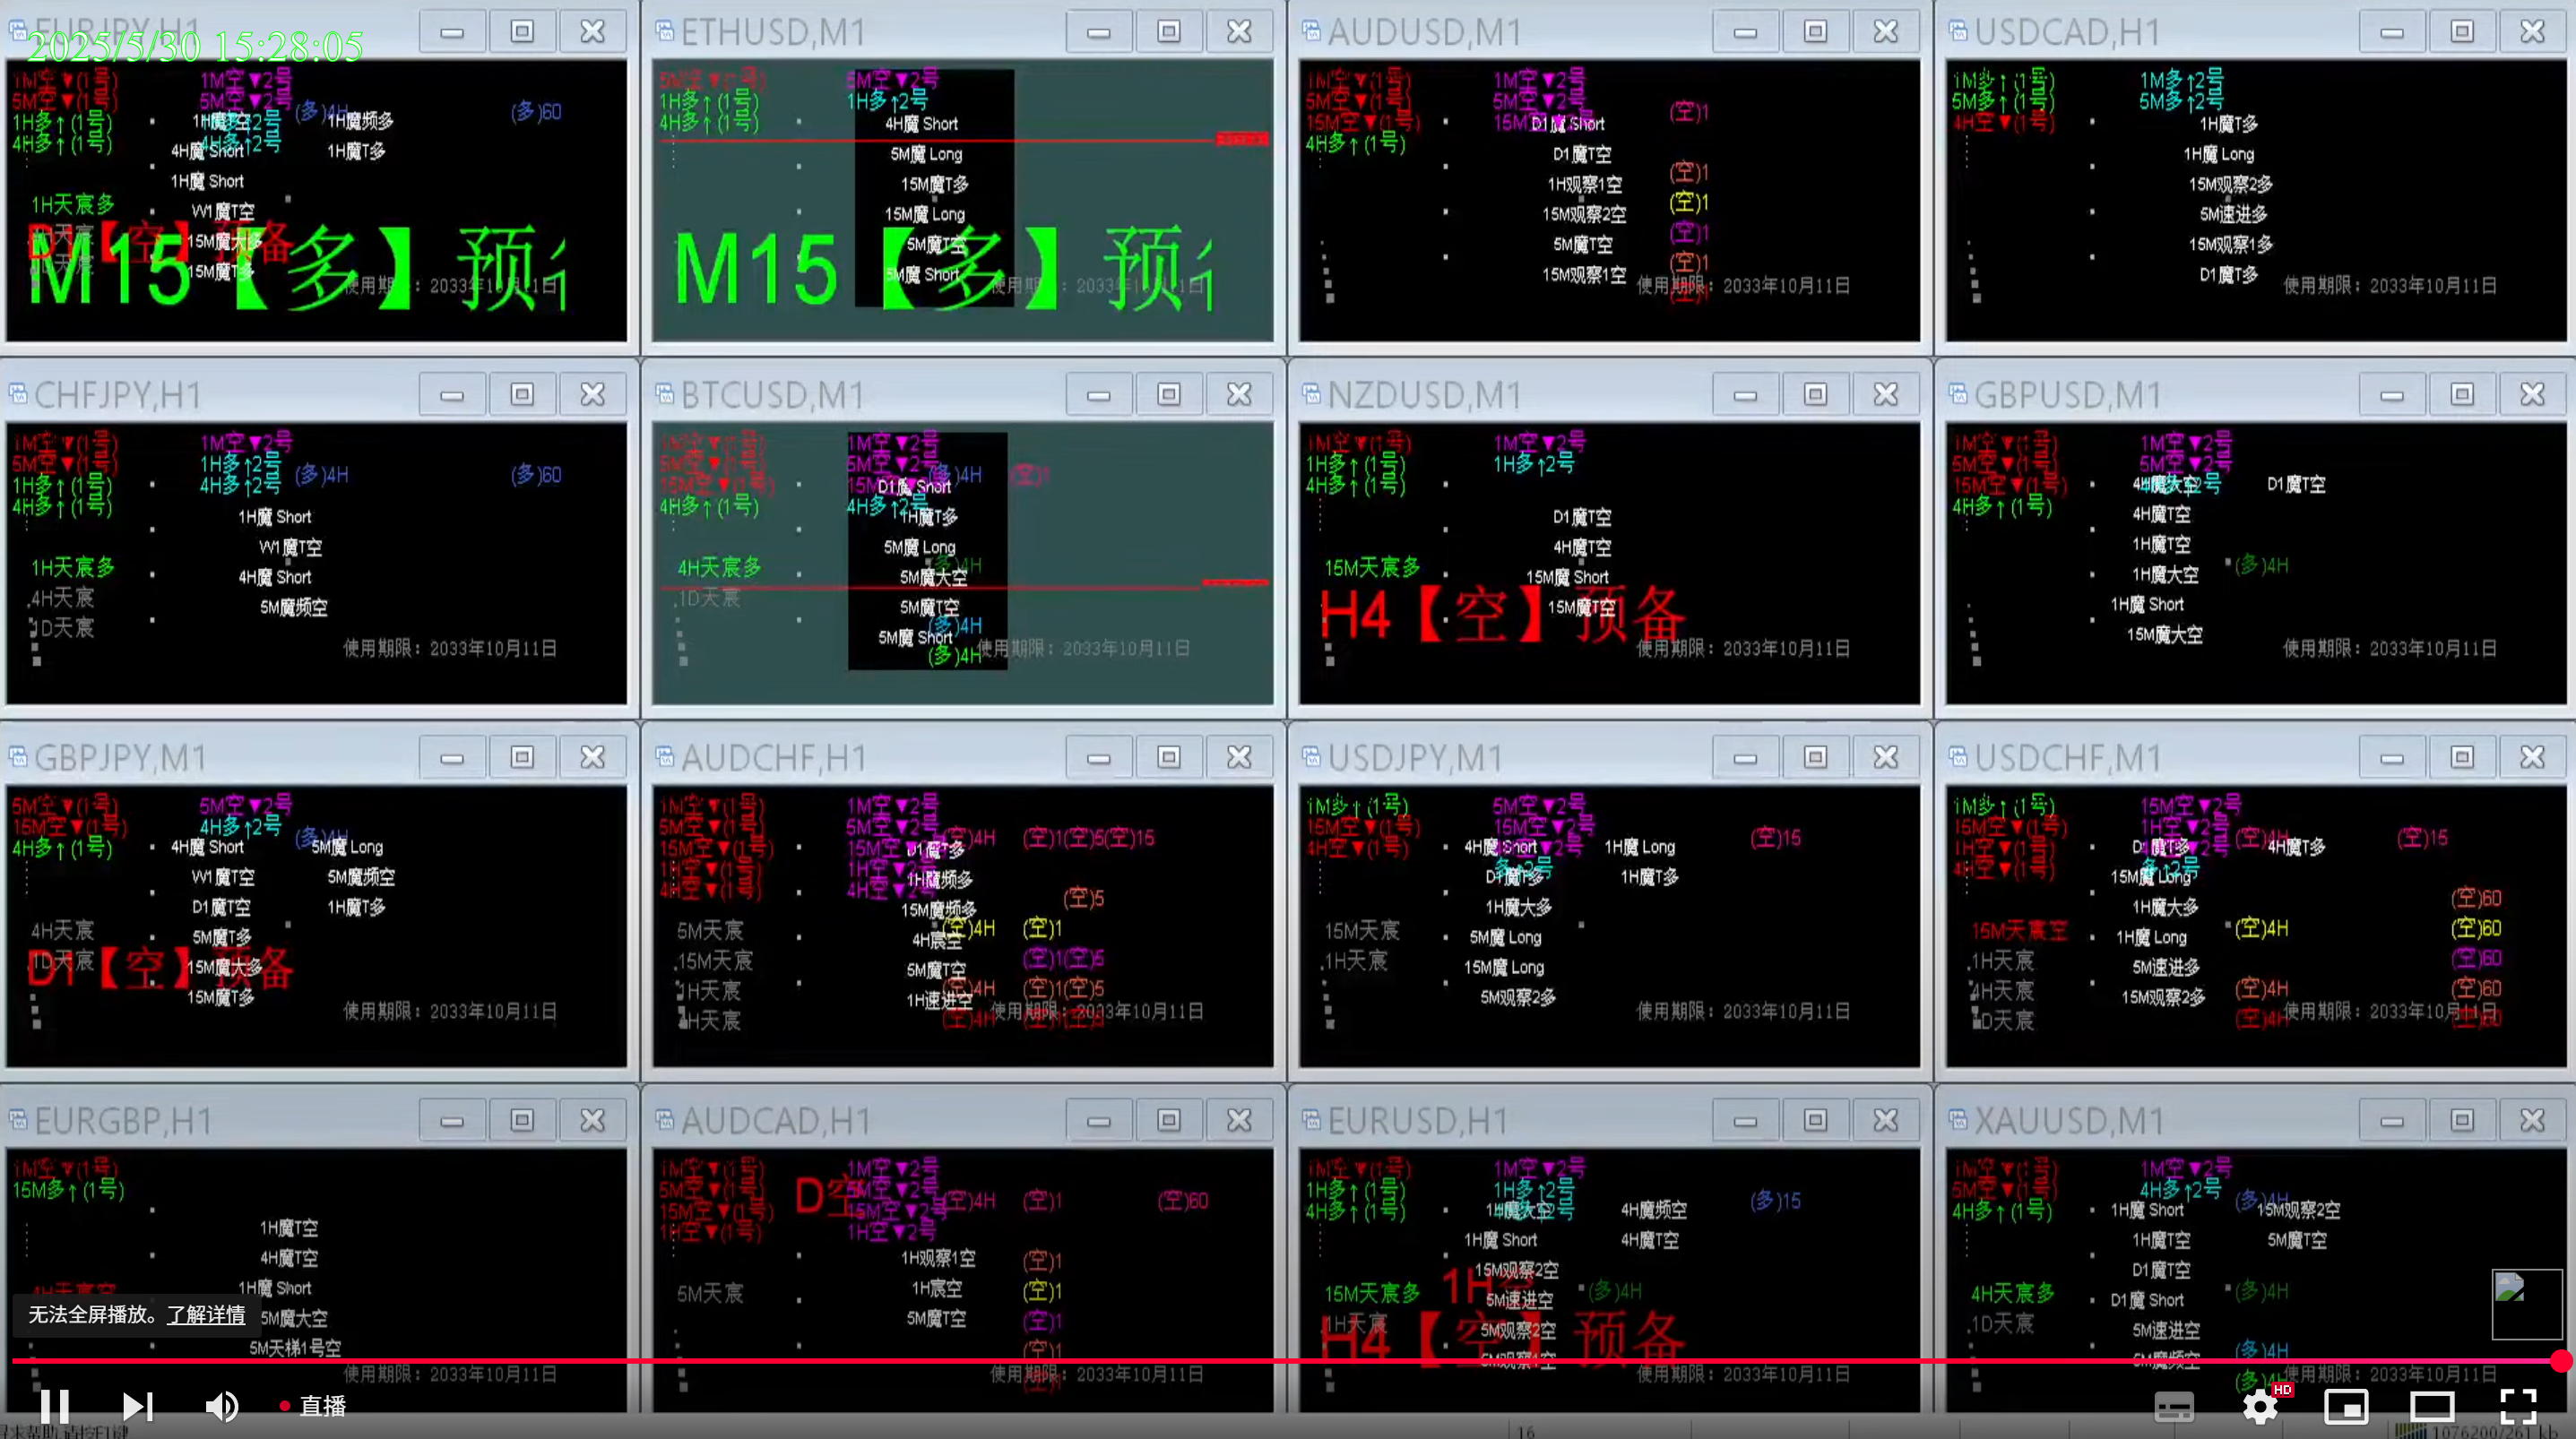 EURJPY,H1
2025/5/30 15:28:05
1M空▼(1号)
1M空▼2号
5M空▼(1号)
5M空▼2号
(多)4H
(多)60
1H多↑(1号)
1H魔频多
4H多↑(1号)
4H多↑2号
4H魔 Short
1H魔T多
1H魔 Short
1H天宸多
W1魔T空
D1【空】预备
15M魔大多
15M魔T多
M15【多】预
使用期限：2033年10月11日
ETHUSD,M1
5M空▼(1号)
5M空▼2号
1H多↑(1号)
1H多↑2号
4H多↑(1号)
4H魔 Short
5M魔 Long
15M魔T多
15M魔 Long
5M魔T空
5M魔 Short
M15【多】预
AUDUSD,M1
1M空▼(1号)
1M空▼2号
5M空▼(1号)
5M空▼2号
(空)1
15M空▼(1号)
15M空▼2号
D1魔 Short
4H多↑(1号)
D1魔T空
(空)1
1H观察1空
(空)1
15M观察2空
(空)1
5M魔T空
(空)1
15M观察1空
使用期限：2033年10月11日
USDCAD,H1
1M多↑(1号)
1M多↑2号
5M多↑(1号)
5M多↑2号
4H空▼(1号)
1H魔T多
1H魔 Long
15M观察2多
5M速进多
15M观察1多
D1魔T多
使用期限：2033年10月11日
CHFJPY,H1
1M空▼(1号)
1M空▼2号
5M空▼(1号)
1H多↑2号
(多)4H
(多)60
1H多↑(1号)
4H多↑2号
4H多↑(1号)
1H魔 Short
W1魔T空
1H天宸多
4H魔 Short
4H天宸
5M魔频空
1D天宸
使用期限：2033年10月11日
BTCUSD,M1
1M空▼(1号)
1M空▼2号
5M空▼(1号)
5M空▼2号
(多)4H
(空)1
15M空▼(1号)
D1魔 Short
4H多↑(1号)
4H多↑2号
1H魔T多
5M魔 Long
4H天宸多
(多)4H
5M魔大空
1D天宸
5M魔T空
(多)4H
5M魔 Short
(多)4H
使用期限：2033年10月11日
NZDUSD,M1
1M空▼(1号)
1M空▼2号
1H多↑(1号)
1H多↑2号
4H多↑(1号)
D1魔T空
4H魔T空
15M天宸多
15M魔 Short
15M魔T空
H4【空】预备
使用期限：2033年10月11日
GBPUSD,M1
1M空▼(1号)
1M空▼2号
5M空▼(1号)
5M空▼2号
15M空▼(1号)
4H魔大空
D1魔T空
4H多↑(1号)
4H魔T空
1H魔T空
1H魔大空
(多)4H
1H魔 Short
15M魔大空
使用期限：2033年10月11日
GBPJPY,M1
5M空▼(1号)
5M空▼2号
15M空▼(1号)
4H多↑2号
(多)4H
4H多↑(1号)
4H魔 Short
5M魔 Long
W1魔T空
5M魔频空
D1魔T空
1H魔T多
4H天宸
5M魔T多
D1【空】预备
1D天宸
15M魔大多
15M魔T多
使用期限：2033年10月11日
AUDCHF,H1
1M空▼(1号)
1M空▼2号
5M空▼(1号)
5M空▼2号
(空)4H
(空)1(空)5(空)15
15M空▼(1号)
D1魔T多
1H空▼(1号)
1H魔频多
4H空▼(1号)
(空)5
15M魔频多
5M天宸
(空)4H
(空)1
4H宸空
15M天宸
(空)1(空)5
5M魔T空
1H天宸
(空)4H
(空)1(空)5
1H速进空
4H天宸
(空)4H
使用期限：2033年10月11日
USDJPY,M1
1M多↑(1号)
5M空▼2号
15M空▼(1号)
15M空▼2号
(空)15
4H空▼(1号)
4H魔 Short
1H魔 Long
D1魔T多
1H魔T多
1H魔大多
15M天宸
5M魔 Long
1H天宸
15M魔 Long
5M观察2多
使用期限：2033年10月11日
USDCHF,M1
1M多↑(1号)
15M空▼2号
15M空▼(1号)
1H空▼2号
(空)4H
(空)15
1H空▼(1号)
D1魔T多
4H魔T多
4H空▼(1号)
15M魔 Long
1H魔大多
(空)60
15M天宸空
1H魔 Long
(空)4H
(空)60
1H天宸
5M速进多
(空)60
4H天宸
15M观察2多
(空)4H
(空)60
1D天宸
(空)4H
使用期限：2033年10月11日
EURGBP,H1
1M空▼(1号)
15M多↑(1号)
1H魔T空
4H魔T空
4H天宸空
1H魔 Short
5M魔大空
5M天梯1号空
使用期限：2033年10月11日
AUDCAD,H1
1M空▼(1号)
1M空▼2号
5M空▼(1号)
D空
5M空▼2号
(空)4H
(空)1
(空)60
15M空▼(1号)
15M空▼2号
1H空▼(1号)
1H空▼2号
1H观察1空
(空)1
5M天宸
1H宸空
(空)1
5M魔T空
(空)1
(空)1
使用期限：2033年10月11日
EURUSD,H1
1M空▼(1号)
1M空▼2号
1H多↑(1号)
1H多↑2号
(多)15
4H多↑(1号)
1H魔大空
4H魔频空
1H魔 Short
4H魔T空
15M观察2空
15M天宸多
1H空
5M速进空
(多)4H
1H天宸
5M观察2空
H4【空】预备
使用期限：2033年10月11日
XAUUSD,M1
1M空▼(1号)
1M空▼2号
5M空▼(1号)
4H多↑2号
(多)4H
4H多↑(1号)
1H魔 Short
15M观察2空
1H魔T空
5M魔T空
D1魔T空
4H天宸多
D1魔 Short
(多)4H
1D天宸
5M速进空
5M魔频空
(多)4H
使用期限：2033年10月11日
无法全屏播放。了解详情
直播
HD
16
1076200/261 kb